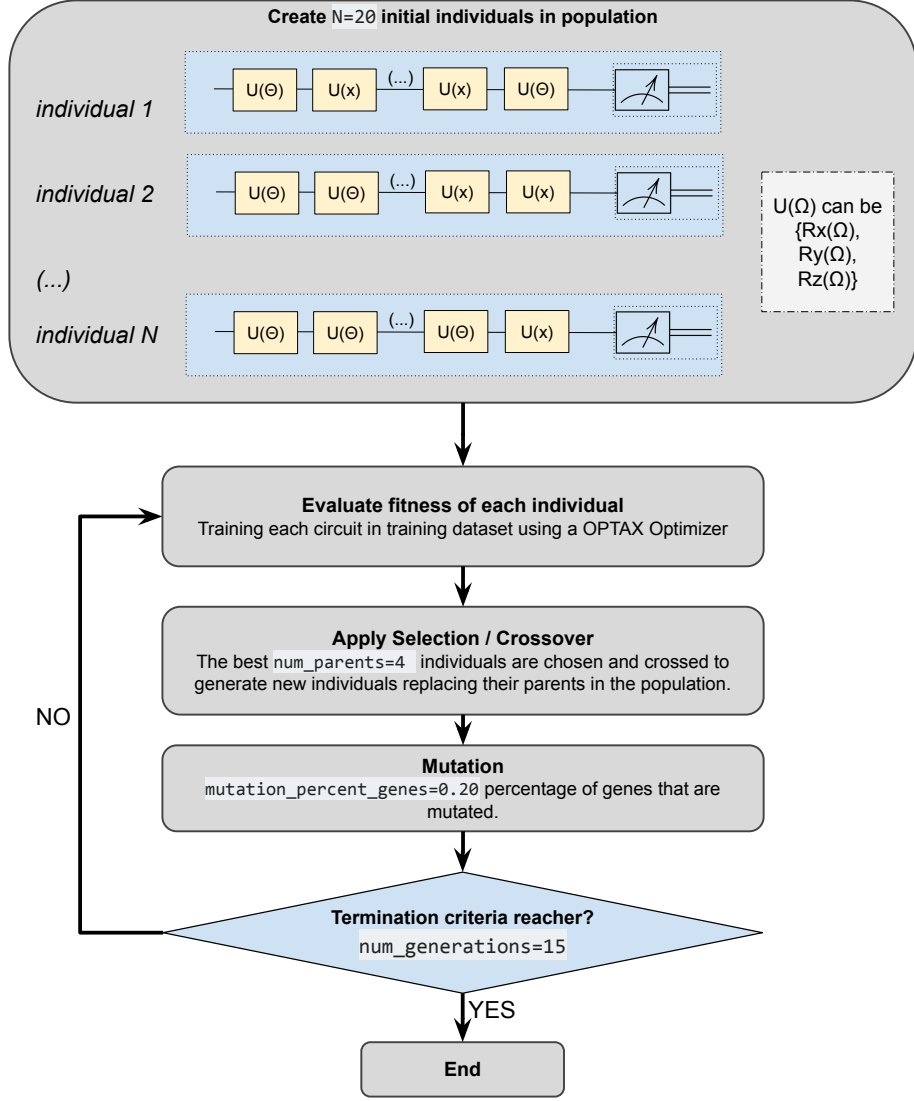 Create N=20 initial individuals in population
individual 1
U(Θ) U(x) (...) U(x) U(Θ)
individual 2
U(Θ) U(Θ) (...) U(x) U(x)
U(Ω) can be
{Rx(Ω),
Ry(Ω),
Rz(Ω)}
(...)
individual N
U(Θ) U(Θ) (...) U(Θ) U(x)
Evaluate fitness of each individual
Training each circuit in training dataset using a OPTAX Optimizer
Apply Selection / Crossover
The best num_parents=4 individuals are chosen and crossed to
generate new individuals replacing their parents in the population.
NO
Mutation
mutation_percent_genes=0.20 percentage of genes that are
mutated.
Termination criteria reacher?
num_generations=15
YES
End